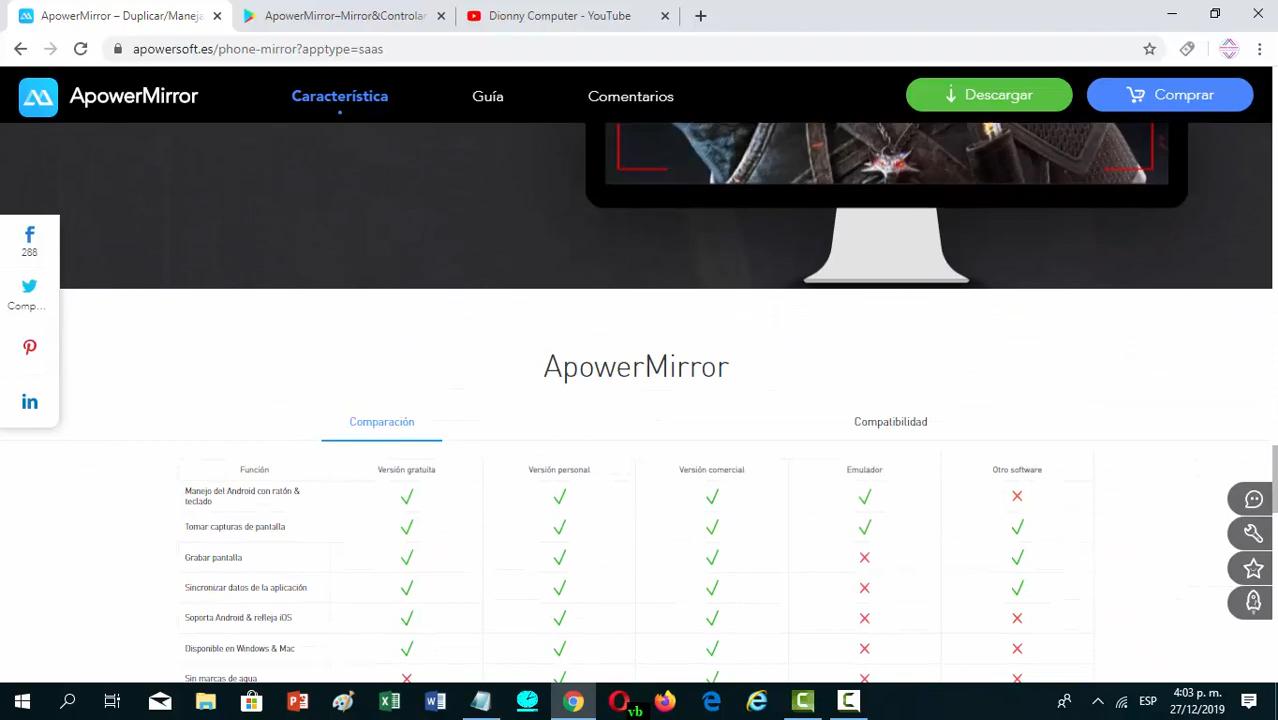 ApowerMirror – Duplicar/Maneja
ApowerMirror–Mirror&Controlar
Dionny Computer - YouTube
apowersoft.es/phone-mirror?apptype=saas
ApowerMirror
Característica
Guía
Comentarios
Descargar
Comprar
288
Comp...
ApowerMirror
Comparación
Compatibilidad
Función
Versión gratuita
Versión personal
Versión comercial
Emulador
Otro software
Manejo del Android con ratón &
teclado
Tomar capturas de pantalla
Grabar pantalla
Sincronizar datos de la aplicación
Soporta Android & refleja iOS
Disponible en Windows & Mac
Sin marcas de agua
vb
ESP
4:03 p. m.
27/12/2019